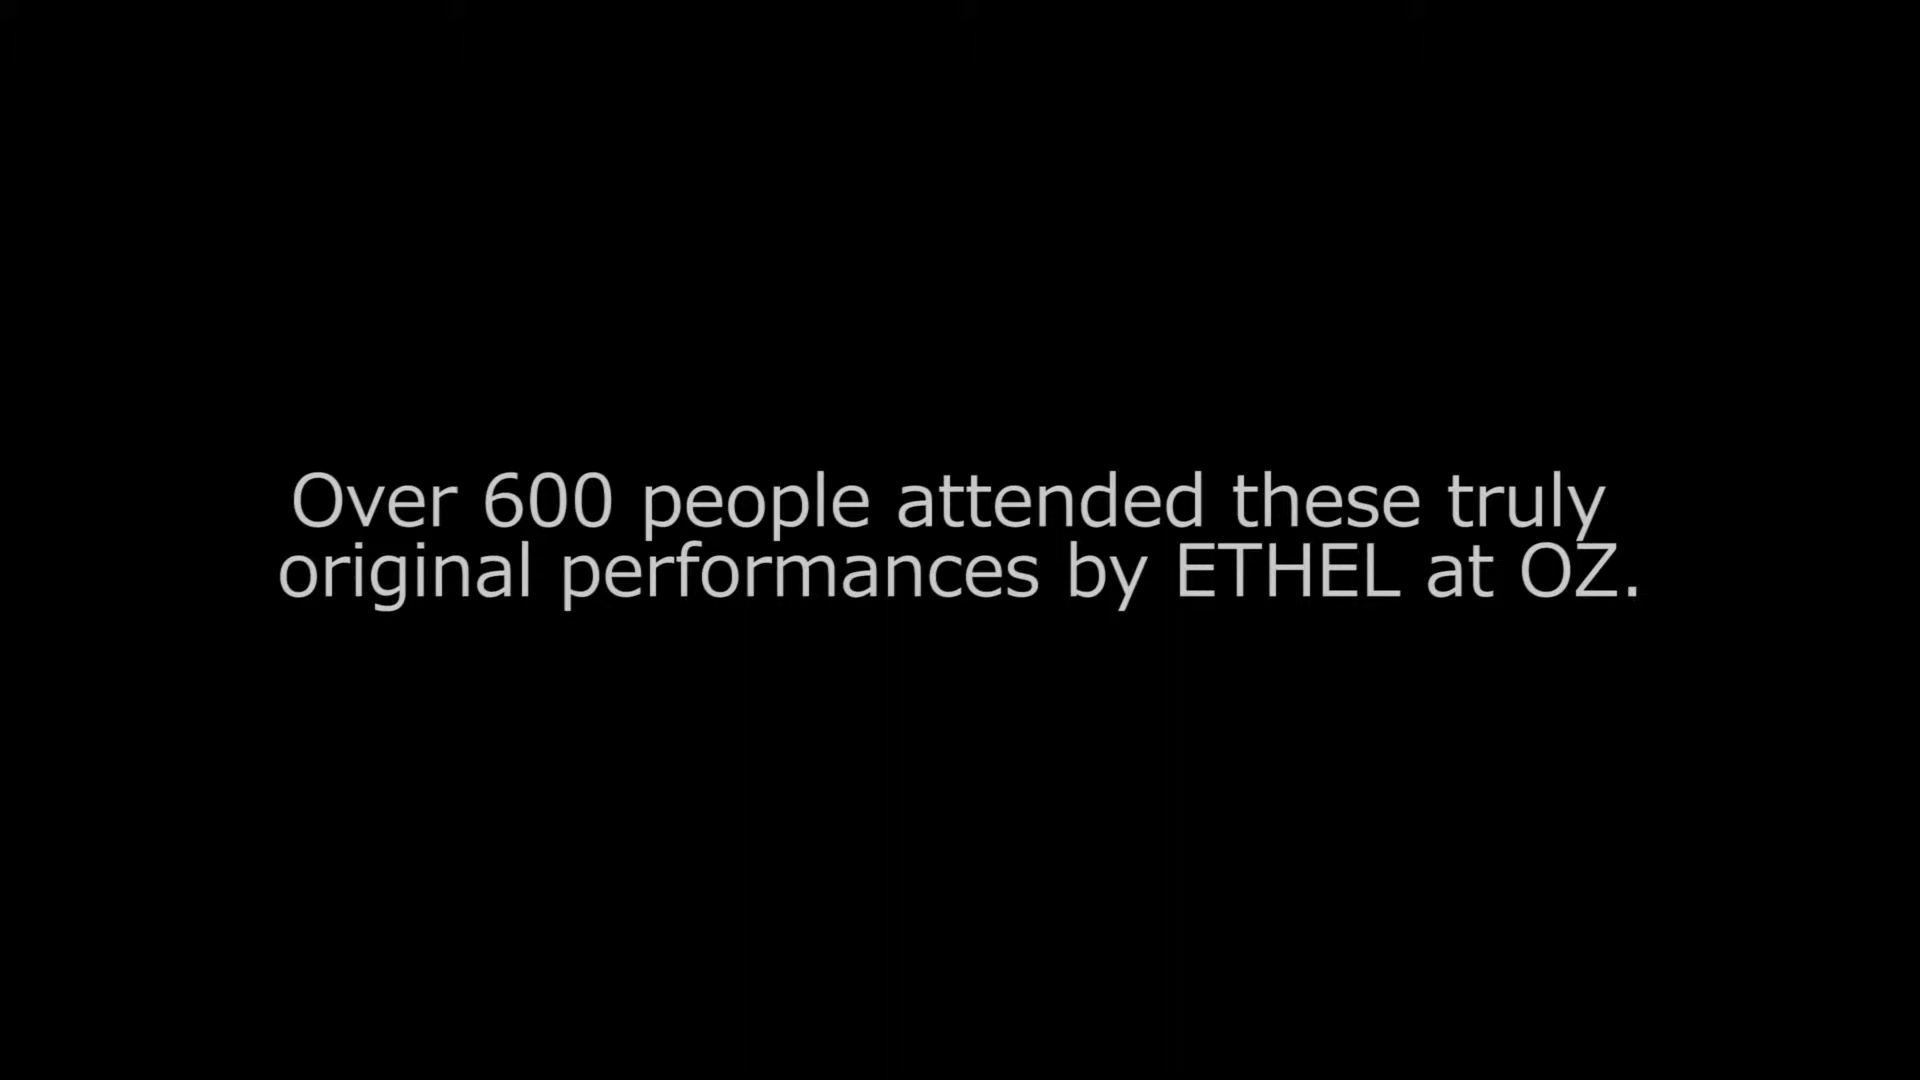 Over 600 people attended these truly
original performances by ETHEL at OZ.